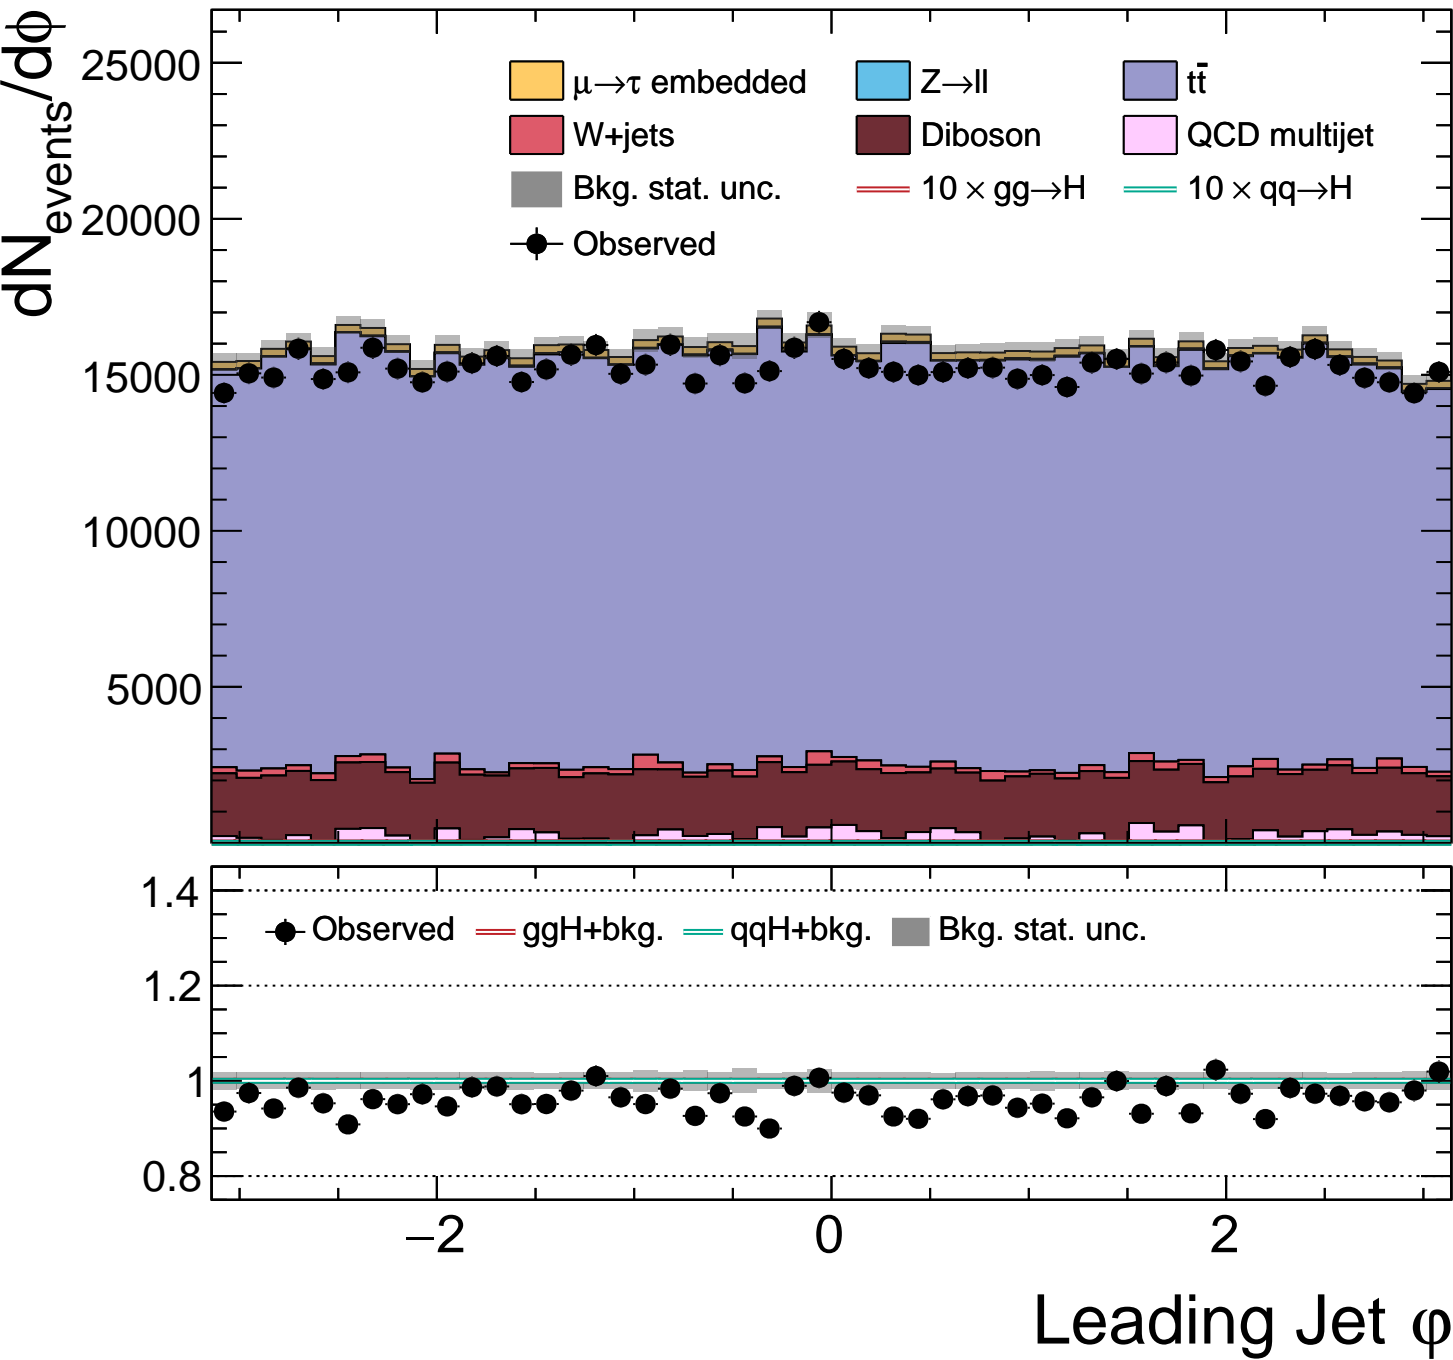 dN_events/dϕ
25000
20000
15000
10000
5000
μ→τ embedded Z→ll tt̄
W+jets Diboson QCD multijet
Bkg. stat. unc. 10 × gg→H 10 × qq→H
Observed
1.4
1.2
1
0.8
Observed ggH+bkg. qqH+bkg. Bkg. stat. unc.
−2 0 2
Leading Jet φ